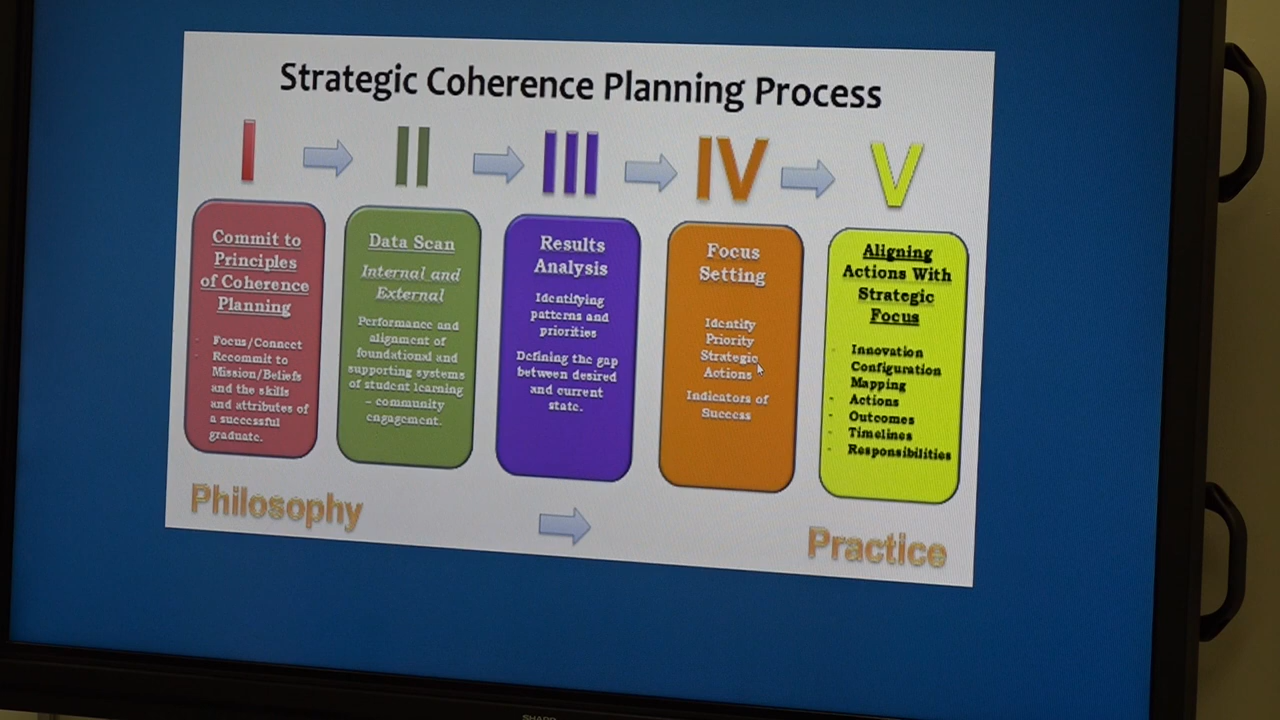 Strategic Coherence Planning Process
I
II
III
IV
V
Commit to
Principles
of Coherence
Planning
- Focus/Connect
- Recommit to
Mission/Beliefs
and the skills
and attributes of
a successful
graduate.
Data Scan
Internal and
External
Performance and
alignment of
foundational and
supporting systems
of student learning
– community
engagement.
Results
Analysis
Identifying
patterns and
priorities
Defining the gap
between desired
and current
state.
Focus
Setting
Identify
Priority
Strategic
Actions
Indicators of
Success
Aligning
Actions With
Strategic
Focus
- Innovation
Configuration
Mapping
- Actions
- Outcomes
- Timelines
- Responsibilities
Philosophy
Practice
SHARP